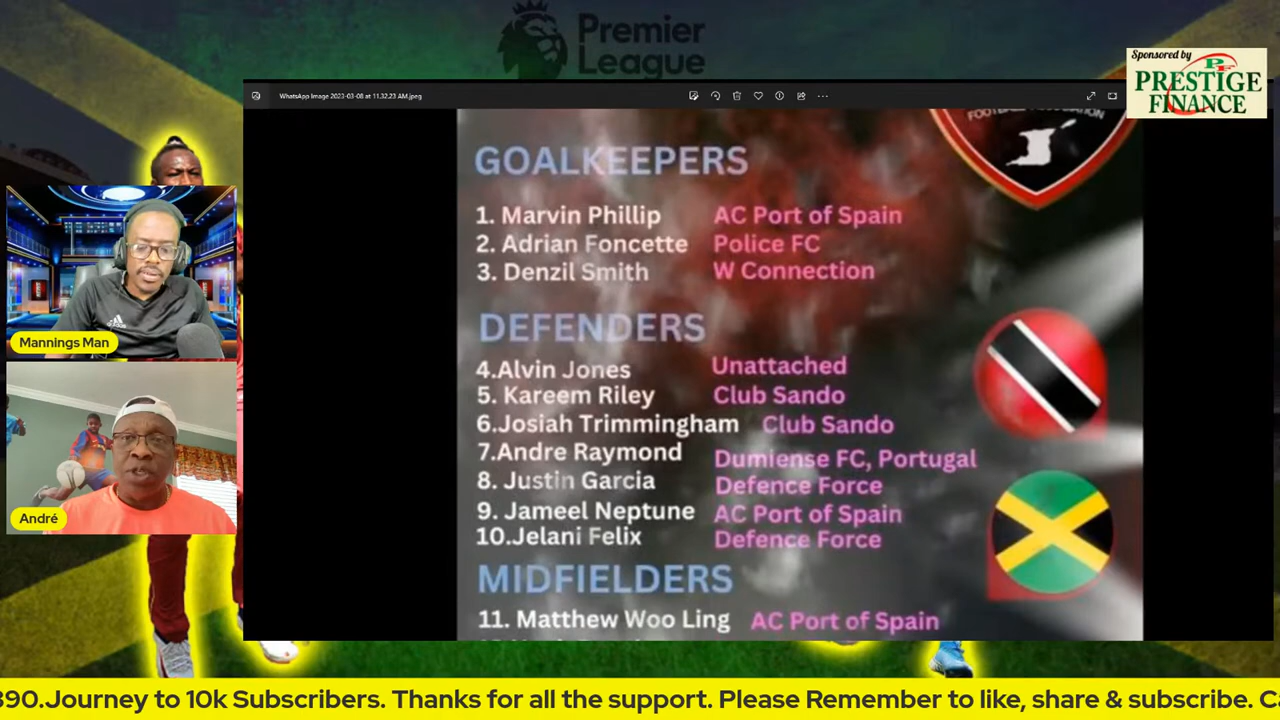 Premier
League
Sponsored by
PF
PRESTIGE
FINANCE
WhatsApp Image 2023-03-08 at 11.32.23 AM.jpeg
FOOTBALL ASSOCIATION
GOALKEEPERS
1. Marvin Phillip AC Port of Spain
2. Adrian Foncette Police FC
3. Denzil Smith W Connection
DEFENDERS
4.Alvin Jones Unattached
5. Kareem Riley Club Sando
6.Josiah Trimmingham Club Sando
7.Andre Raymond Dumiense FC, Portugal
8. Justin Garcia Defence Force
9. Jameel Neptune AC Port of Spain
10.Jelani Felix Defence Force
MIDFIELDERS
11. Matthew Woo Ling AC Port of Spain
Mannings Man
André
390.Journey to 10k Subscribers. Thanks for all the support. Please Remember to like, share & subscribe. Ca